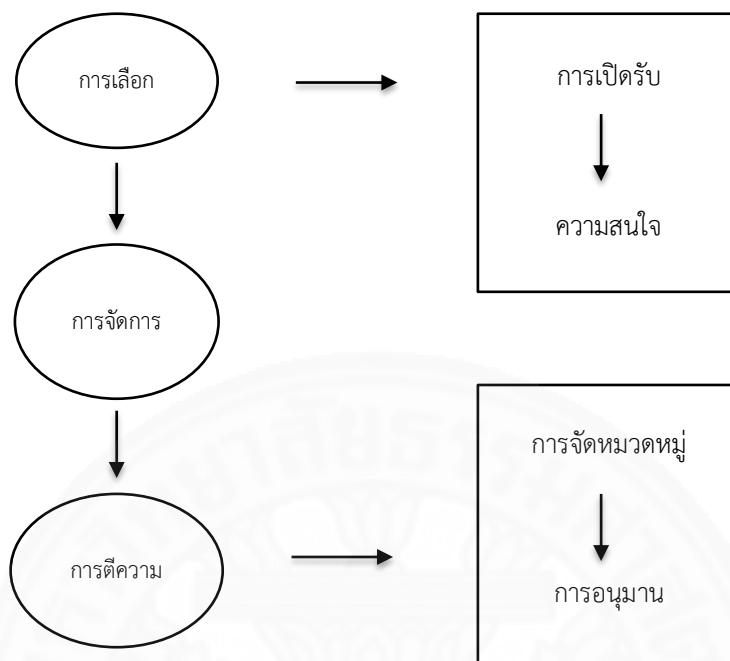 การเลือก
การเปิดรับ
ความสนใจ
การจัดการ
การจัดหมวดหมู่
การตีความ
การอนุมาน